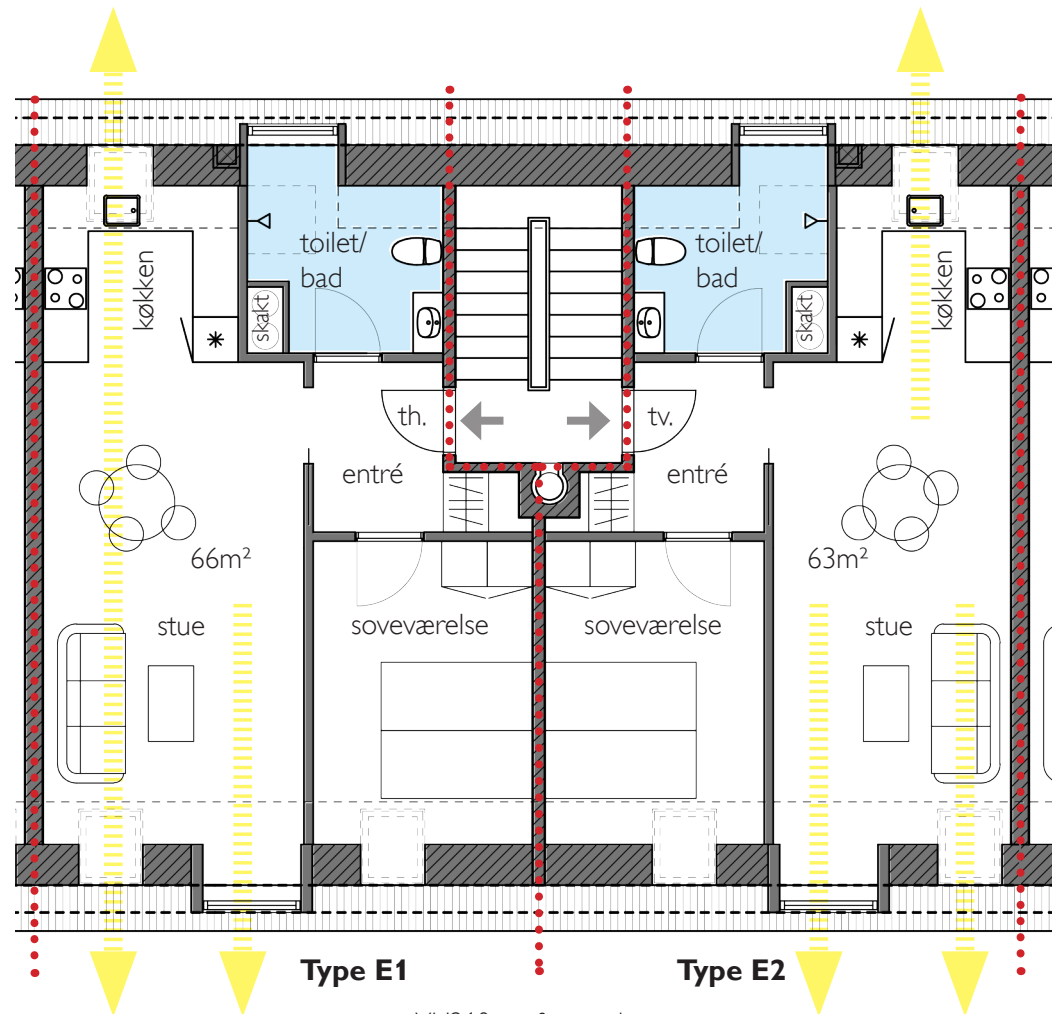 toilet/
bad
toilet/
bad
køkken
køkken
skakt
skakt
th.
tv.
entré
entré
66m²
63m²
stue
soveværelse
soveværelse
stue
Type E1
Type E2